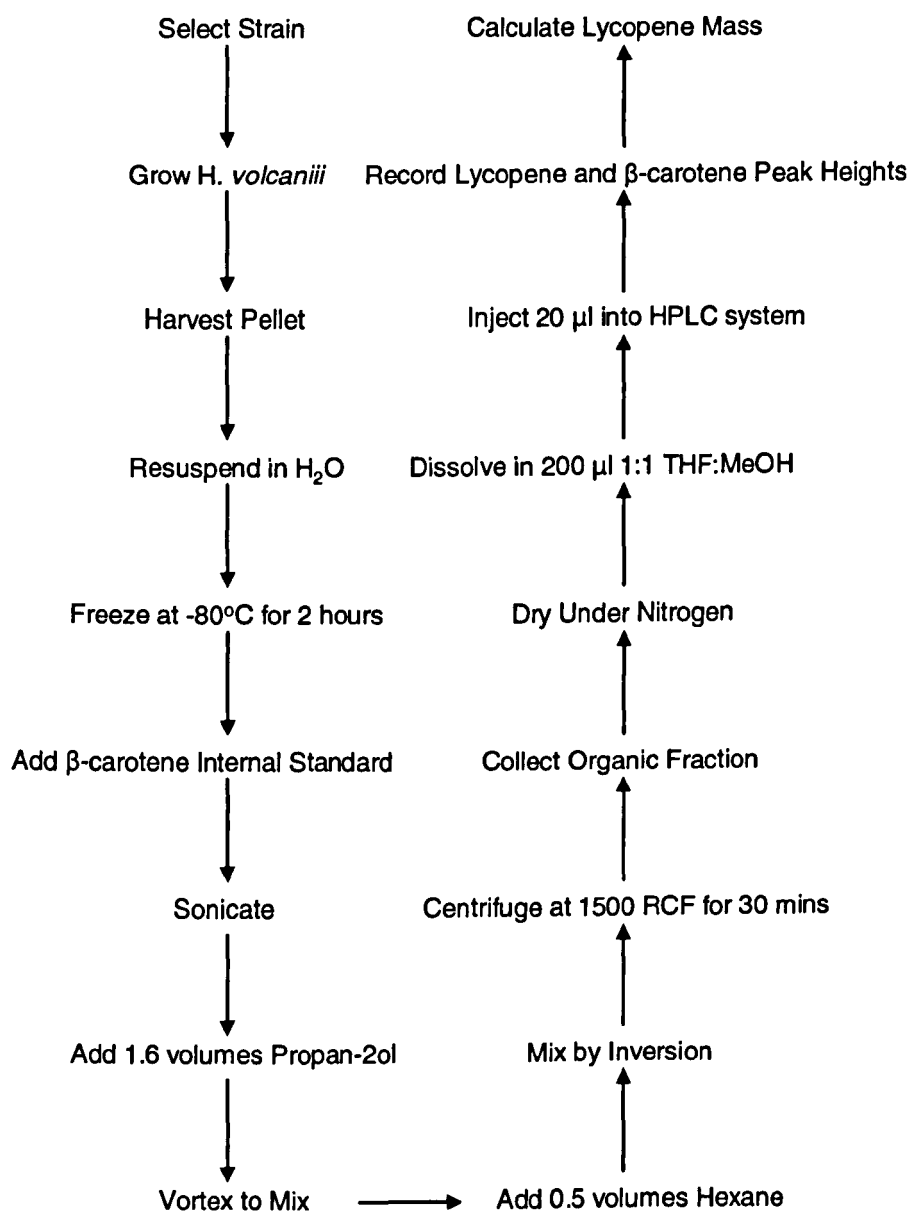 Select Strain
Grow H. volcaniii
Harvest Pellet
Resuspend in H₂O
Freeze at -80°C for 2 hours
Add β-carotene Internal Standard
Sonicate
Add 1.6 volumes Propan-2ol
Vortex to Mix
Add 0.5 volumes Hexane
Mix by Inversion
Centrifuge at 1500 RCF for 30 mins
Collect Organic Fraction
Dry Under Nitrogen
Dissolve in 200 µl 1:1 THF:MeOH
Inject 20 µl into HPLC system
Record Lycopene and β-carotene Peak Heights
Calculate Lycopene Mass